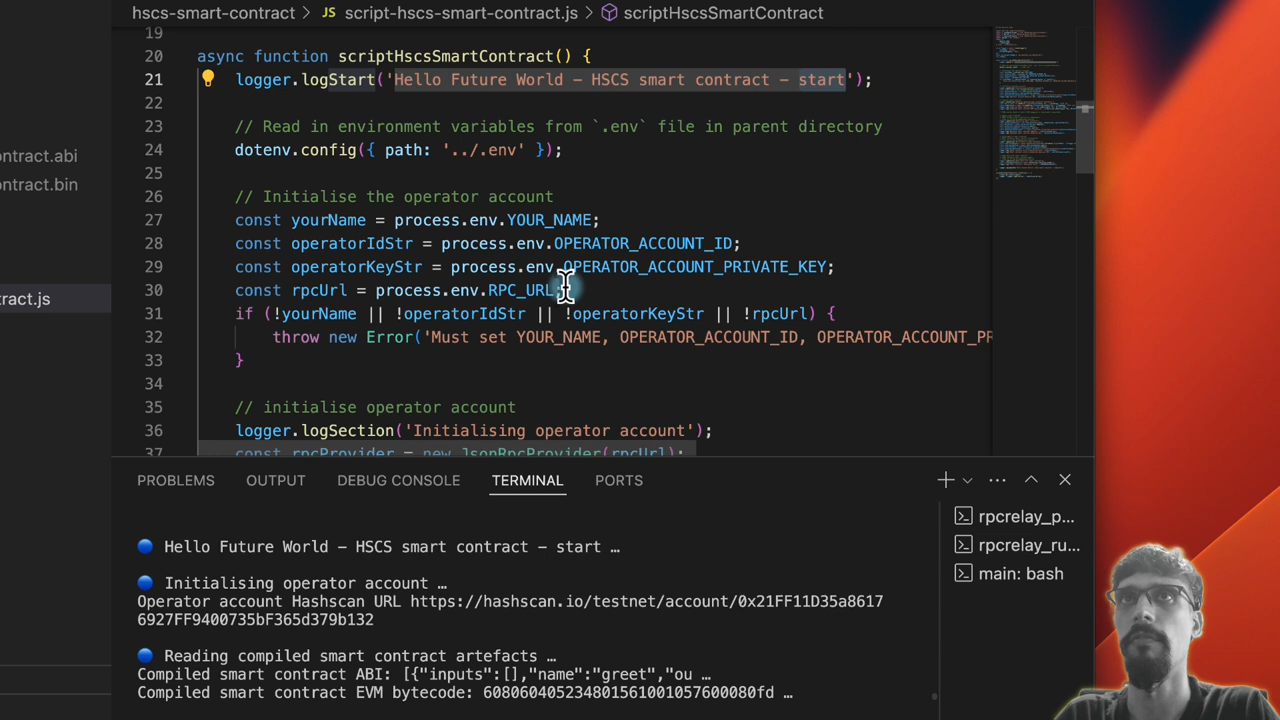 hscs-smart-contract > JS script-hscs-smart-contract.js > scriptHscsSmartContract
19
20 async function scriptHscsSmartContract() {
21 logger.logStart('Hello Future World – HSCS smart contract – start');
22
23 // Read in environment variables from `.env` file in parent directory
24 dotenv.config({ path: '../.env' });
25
26 // Initialise the operator account
27 const yourName = process.env.YOUR_NAME;
28 const operatorIdStr = process.env.OPERATOR_ACCOUNT_ID;
29 const operatorKeyStr = process.env.OPERATOR_ACCOUNT_PRIVATE_KEY;
30 const rpcUrl = process.env.RPC_URL;
31 if (!yourName || !operatorIdStr || !operatorKeyStr || !rpcUrl) {
32 throw new Error('Must set YOUR_NAME, OPERATOR_ACCOUNT_ID, OPERATOR_ACCOUNT_PR
33 }
34
35 // initialise operator account
36 logger.logSection('Initialising operator account');
37 const rpcProvider = new JsonRpcProvider(rpcUrl);
ontract.abi
ontract.bin
ract.js
PROBLEMS OUTPUT DEBUG CONSOLE TERMINAL PORTS
Hello Future World – HSCS smart contract – start …
Initialising operator account …
Operator account Hashscan URL https://hashscan.io/testnet/account/0x21FF11D35a8617
6927FF9400735bF365d379b132
Reading compiled smart contract artefacts …
Compiled smart contract ABI: [{"inputs":[],"name":"greet","ou …
Compiled smart contract EVM bytecode: 608060405234801561001057600080fd …
rpcrelay_p...
rpcrelay_ru...
main: bash